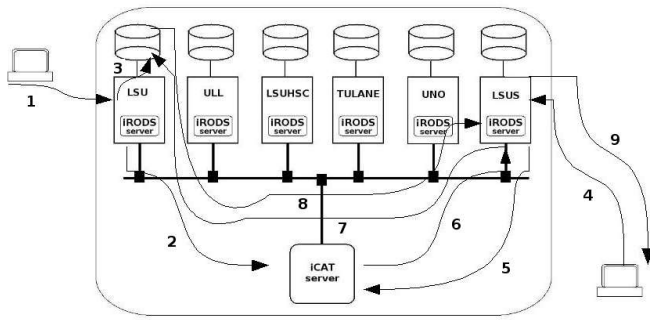 LSU
ULL
LSUHSC
TULANE
UNO
LSUS
iRODS
server
iRODS
server
iRODS
server
iRODS
server
iRODS
server
iRODS
server
1
3
9
4
2
8
7
6
5
iCAT
server